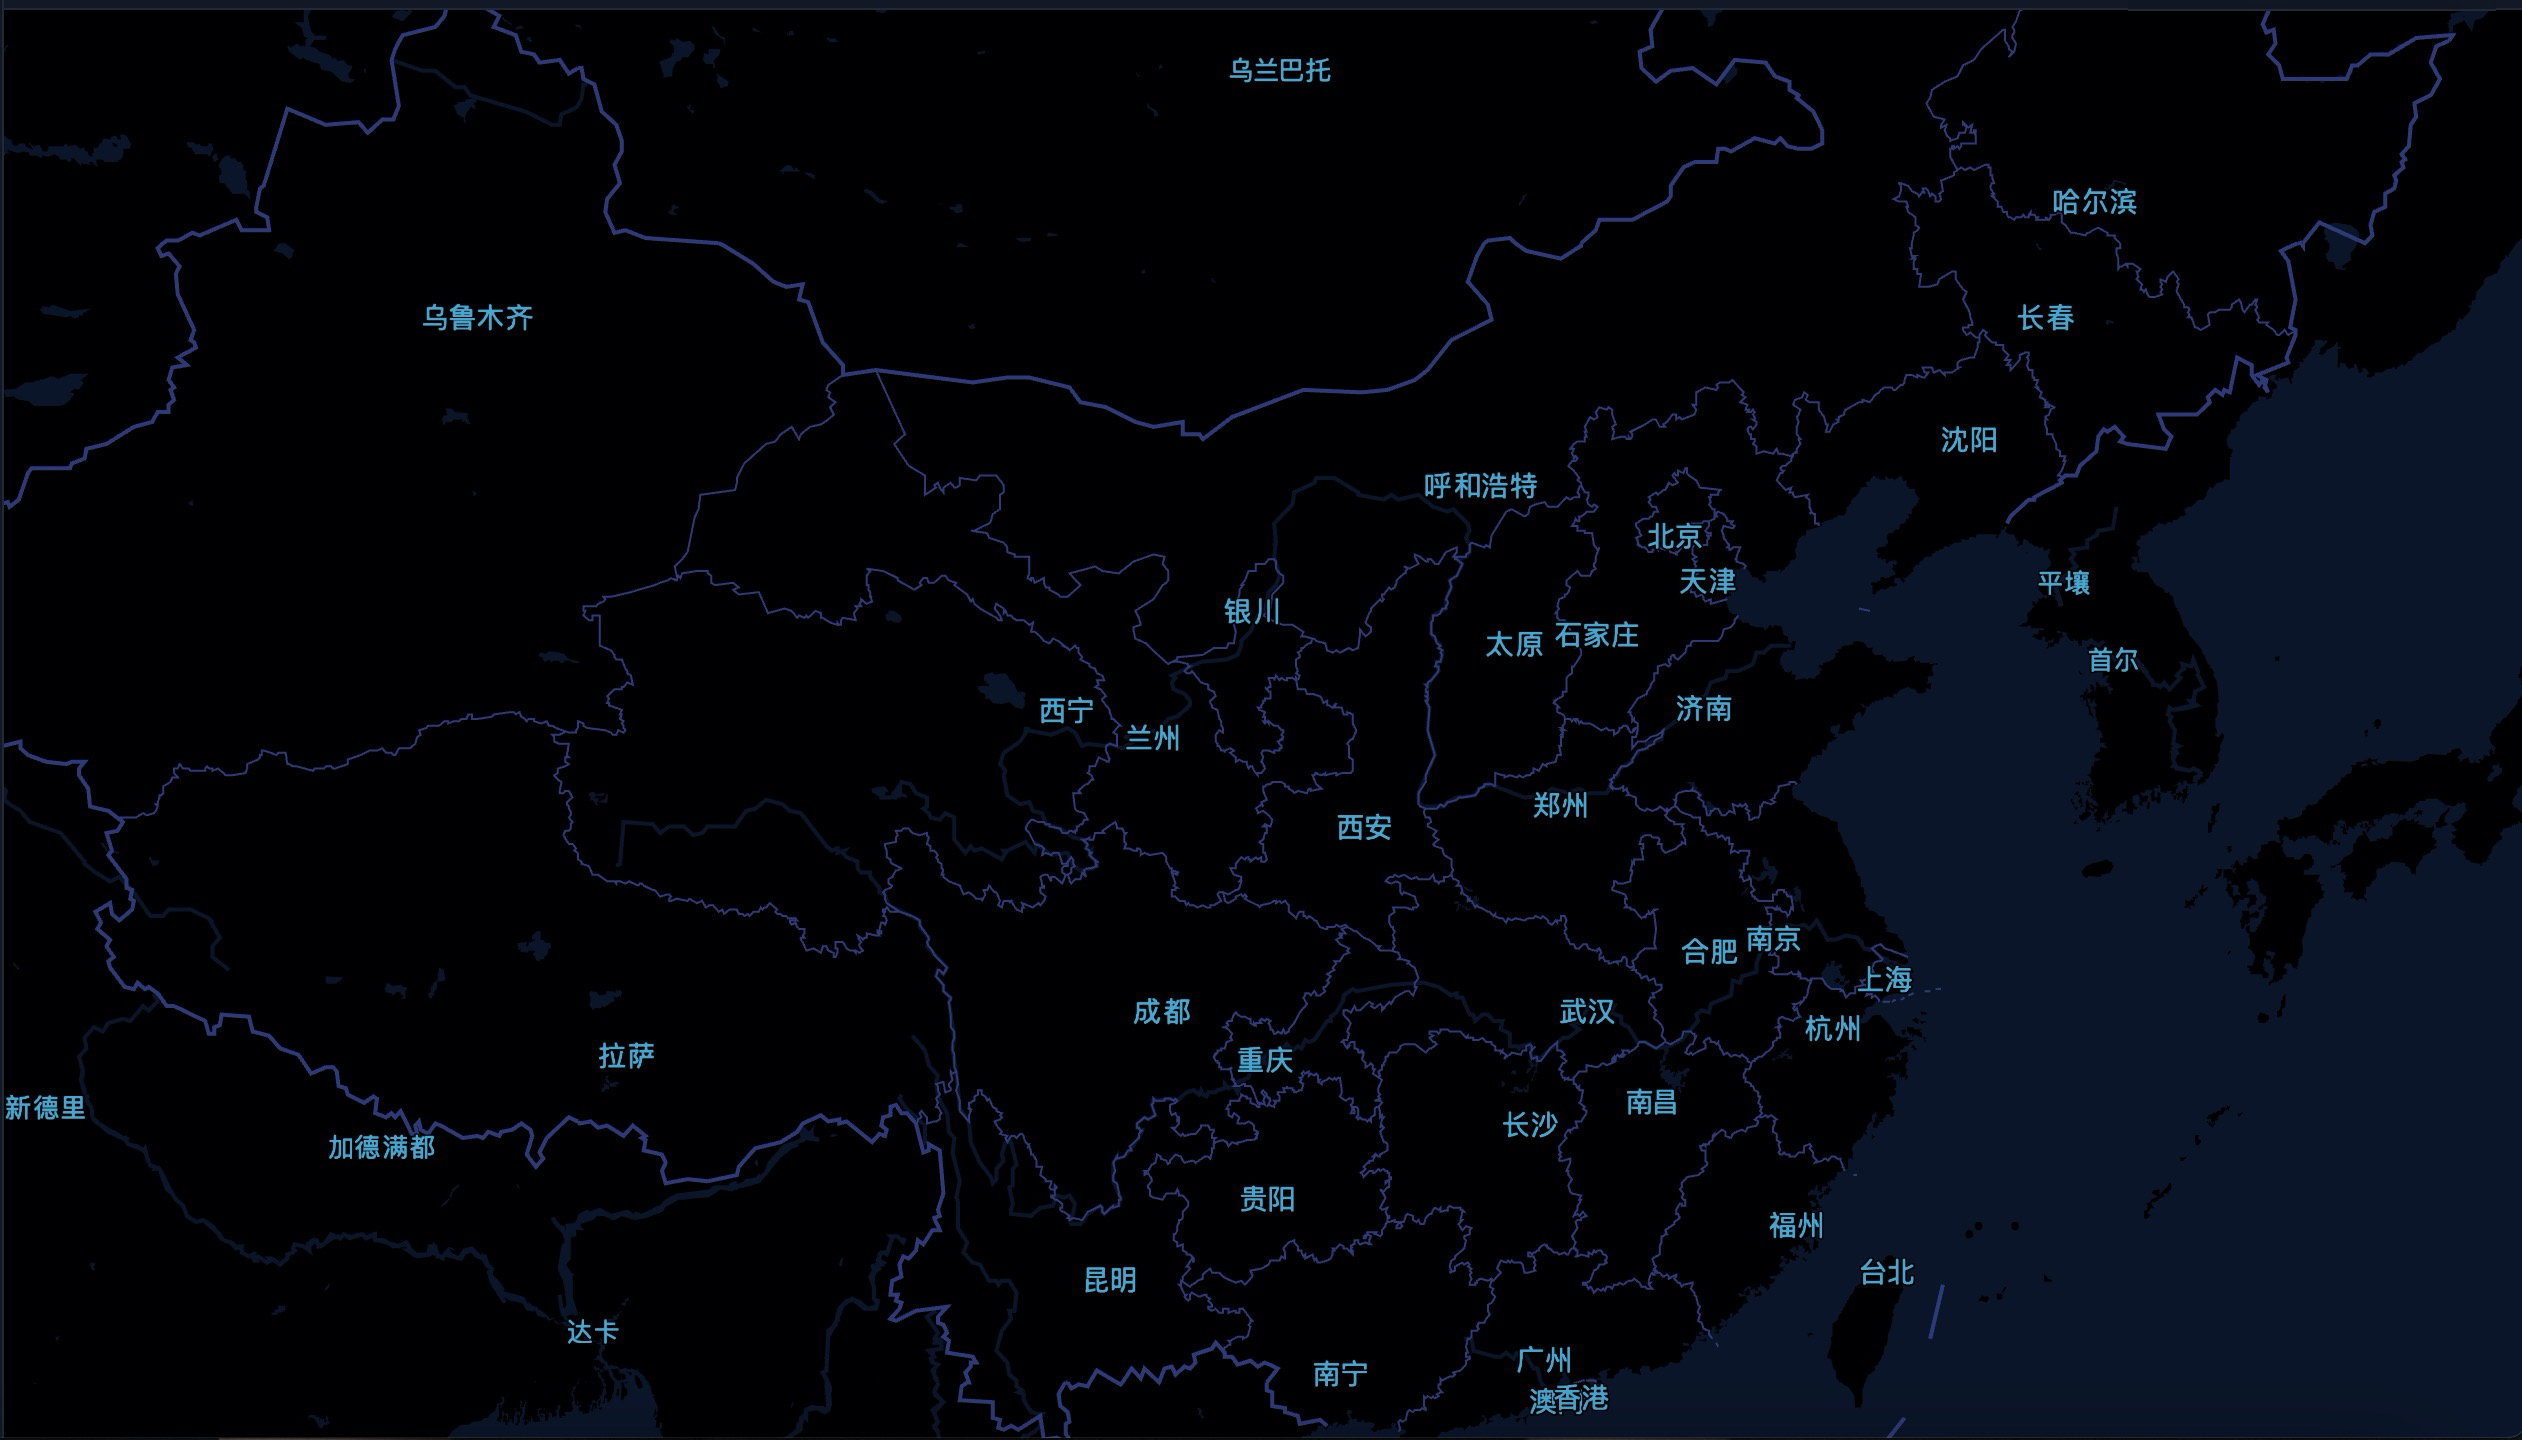 乌兰巴托
哈尔滨
乌鲁木齐
长春
沈阳
呼和浩特
北京
天津
平壤
银川
太原
石家庄
首尔
西宁
济南
兰州
郑州
西安
合肥
南京
上海
成都
武汉
杭州
拉萨
重庆
南昌
新德里
长沙
加德满都
贵阳
福州
台北
昆明
达卡
广州
南宁
香港
澳门